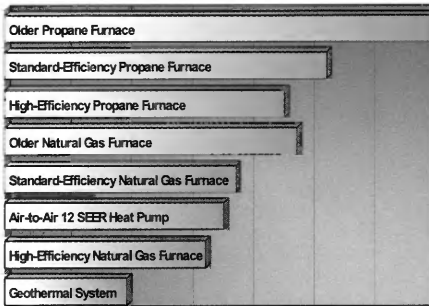 Older Propane Furnace
Standard-Efficiency Propane Furnace
High-Efficiency Propane Furnace
Older Natural Gas Furnace
Standard-Efficiency Natural Gas Furnace
Air-to-Air 12 SEER Heat Pump
High-Efficiency Natural Gas Furnace
Geothermal System